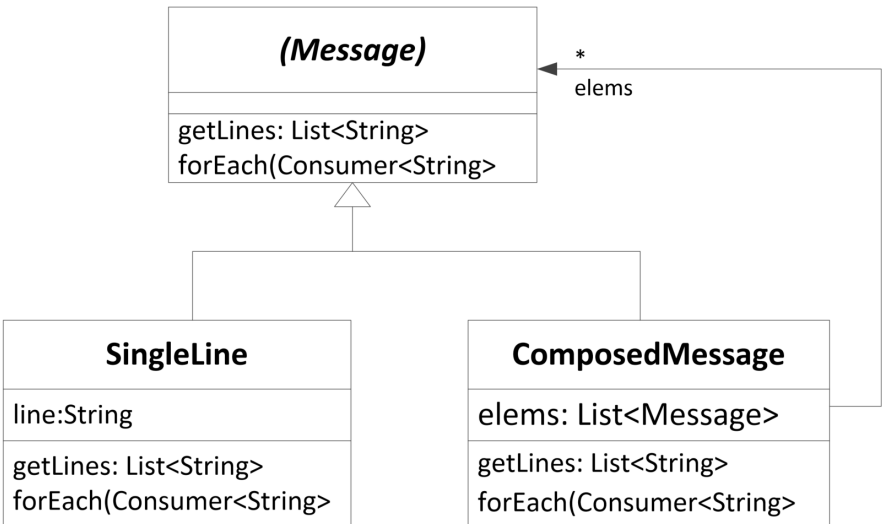 (Message)
getLines: List<String>
forEach(Consumer<String>
*
elems
SingleLine
line:String
getLines: List<String>
forEach(Consumer<String>
ComposedMessage
elems: List<Message>
getLines: List<String>
forEach(Consumer<String>